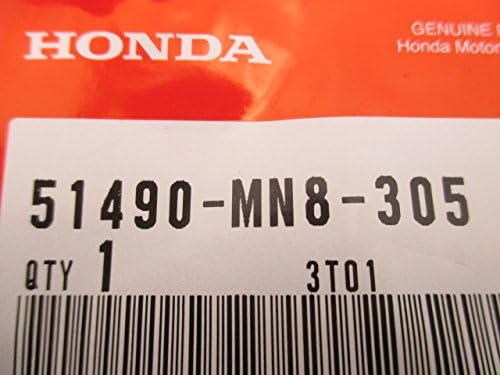 HONDA
GENUINE
Honda Motor
51490-MN8-305
QTY 1
3T01